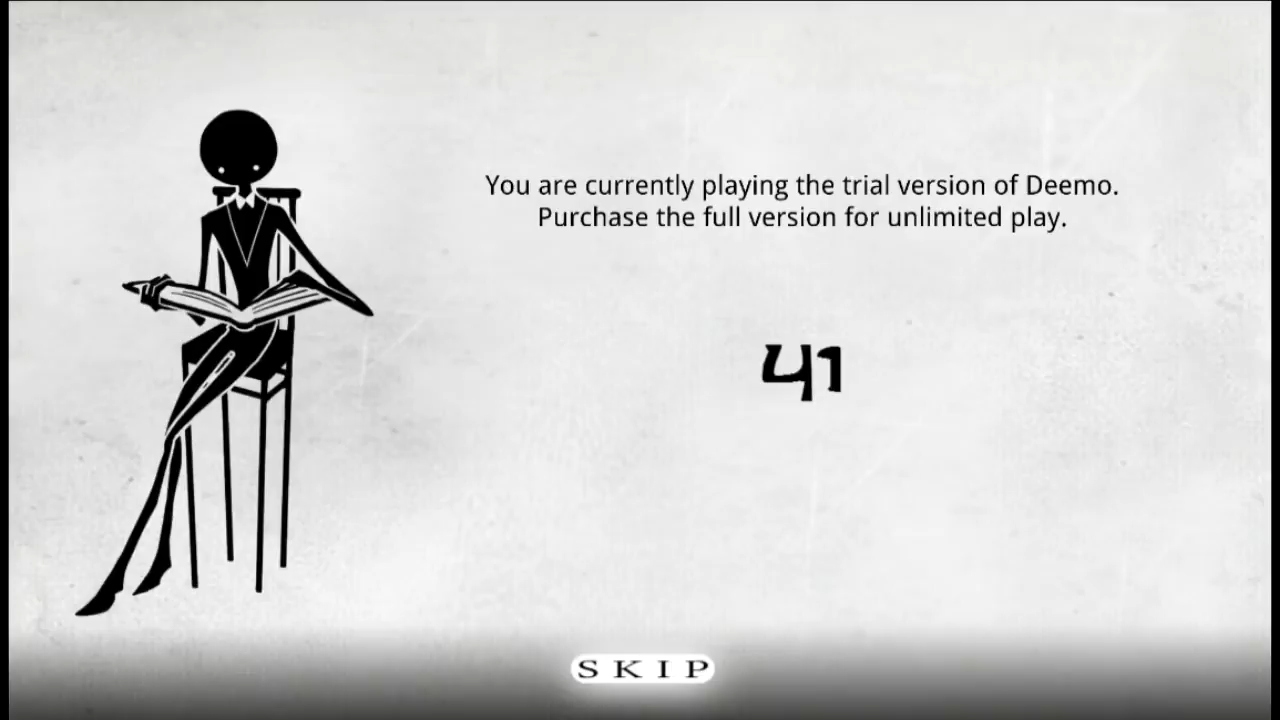 You are currently playing the trial version of Deemo.
Purchase the full version for unlimited play.
41
SKIP